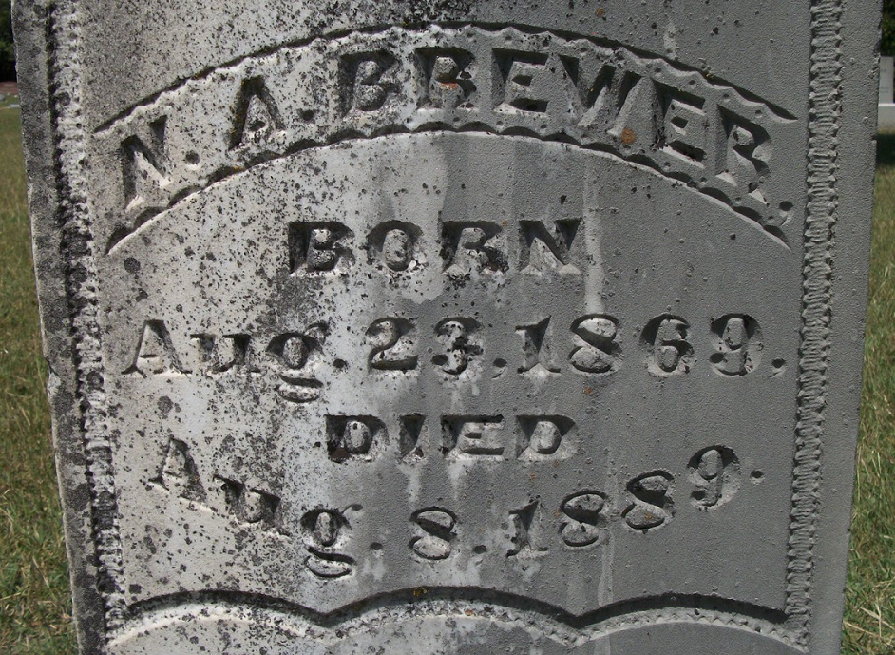 N. A. BREWER.
BORN
Aug. 23, 1869.
DIED
Aug. 8. 1889.